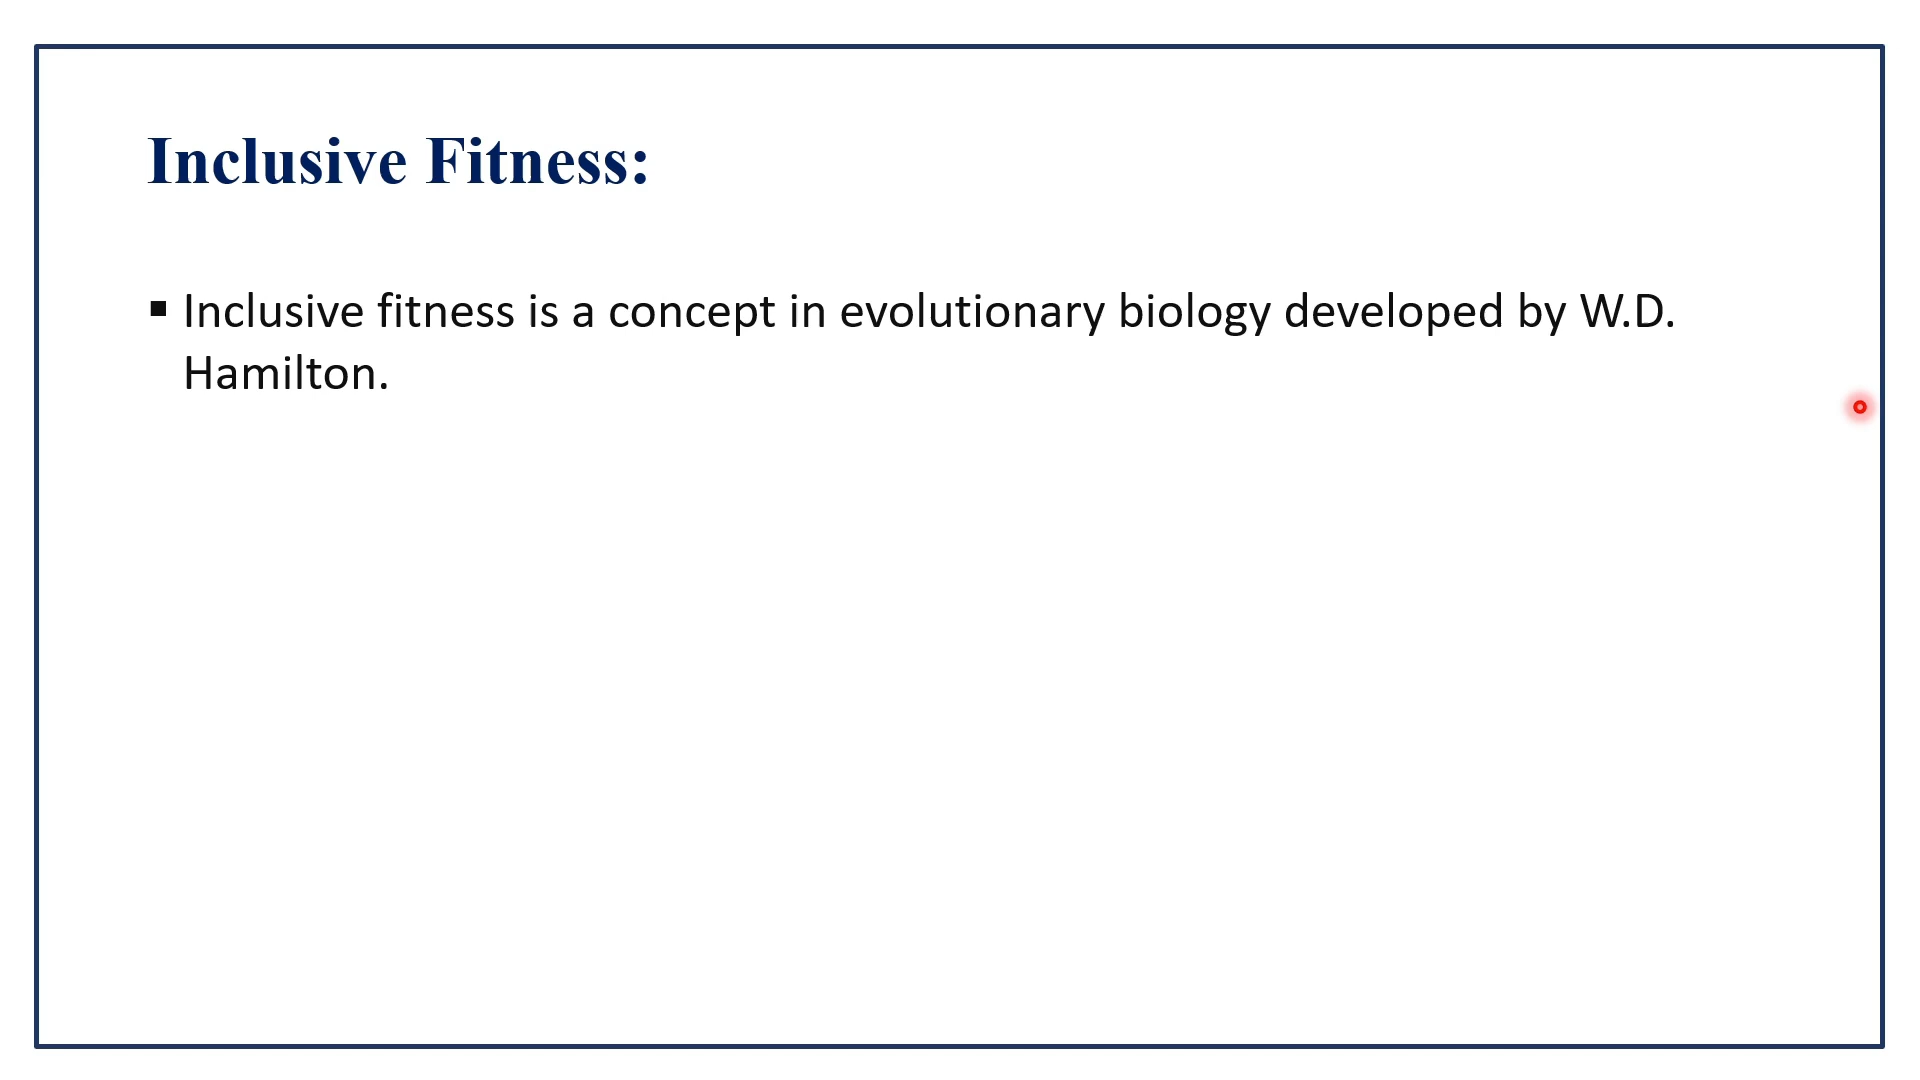 Inclusive Fitness:
▪ Inclusive fitness is a concept in evolutionary biology developed by W.D.
Hamilton.